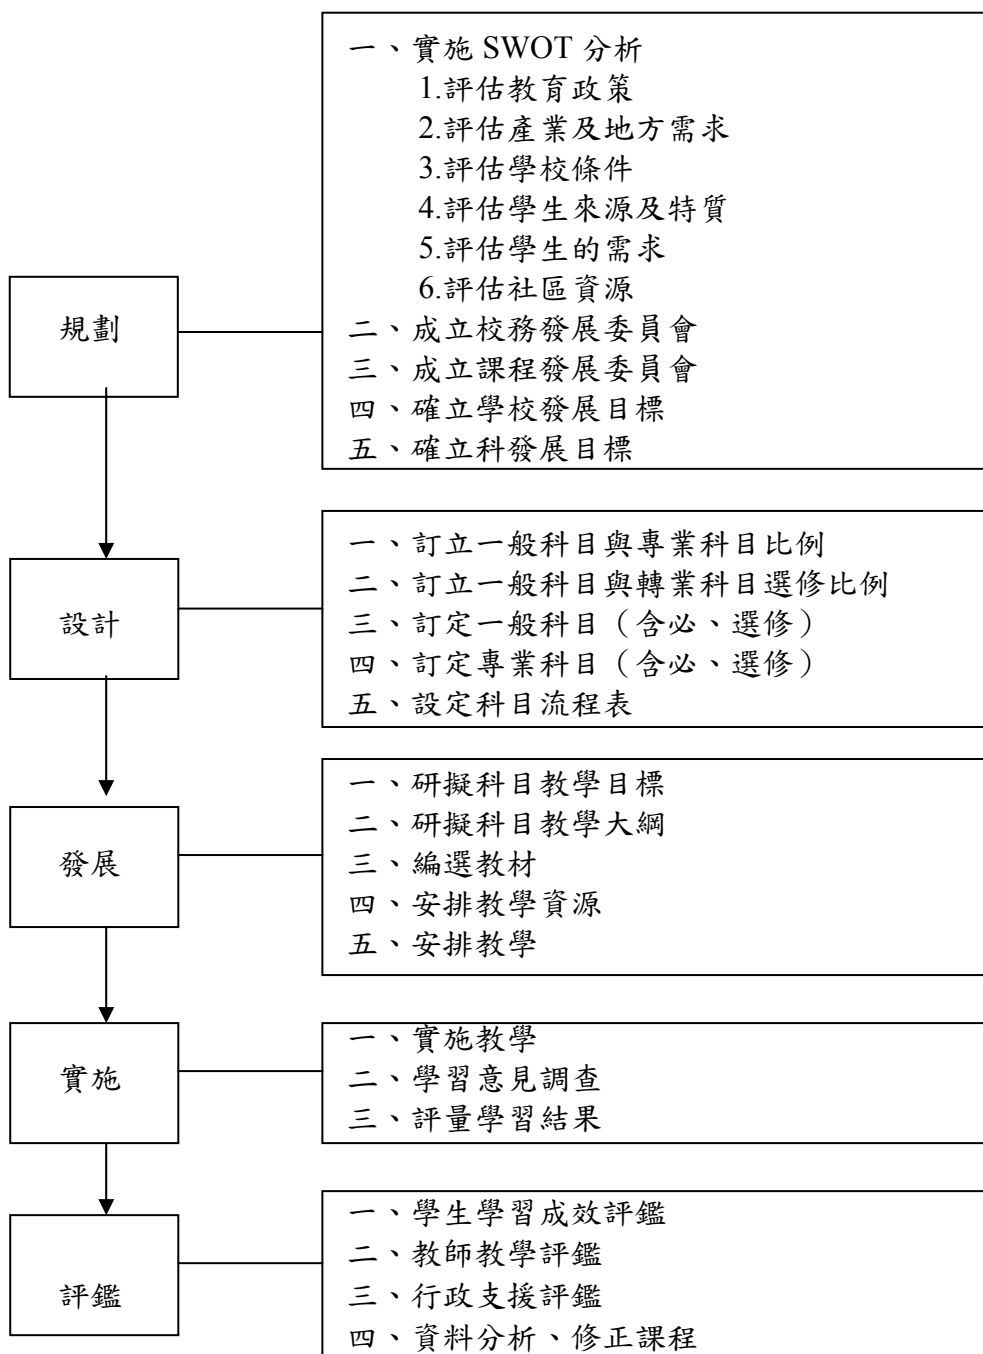 一、實施 SWOT 分析
1.評估教育政策
2.評估產業及地方需求
3.評估學校條件
4.評估學生來源及特質
5.評估學生的需求
6.評估社區資源
二、成立校務發展委員會
三、成立課程發展委員會
四、確立學校發展目標
五、確立科發展目標
規劃
一、訂立一般科目與專業科目比例
二、訂立一般科目與轉業科目選修比例
三、訂定一般科目（含必、選修）
四、訂定專業科目（含必、選修）
五、設定科目流程表
設計
一、研擬科目教學目標
二、研擬科目教學大綱
三、編選教材
四、安排教學資源
五、安排教學
發展
一、實施教學
二、學習意見調查
三、評量學習結果
實施
一、學生學習成效評鑑
二、教師教學評鑑
三、行政支援評鑑
四、資料分析、修正課程
評鑑